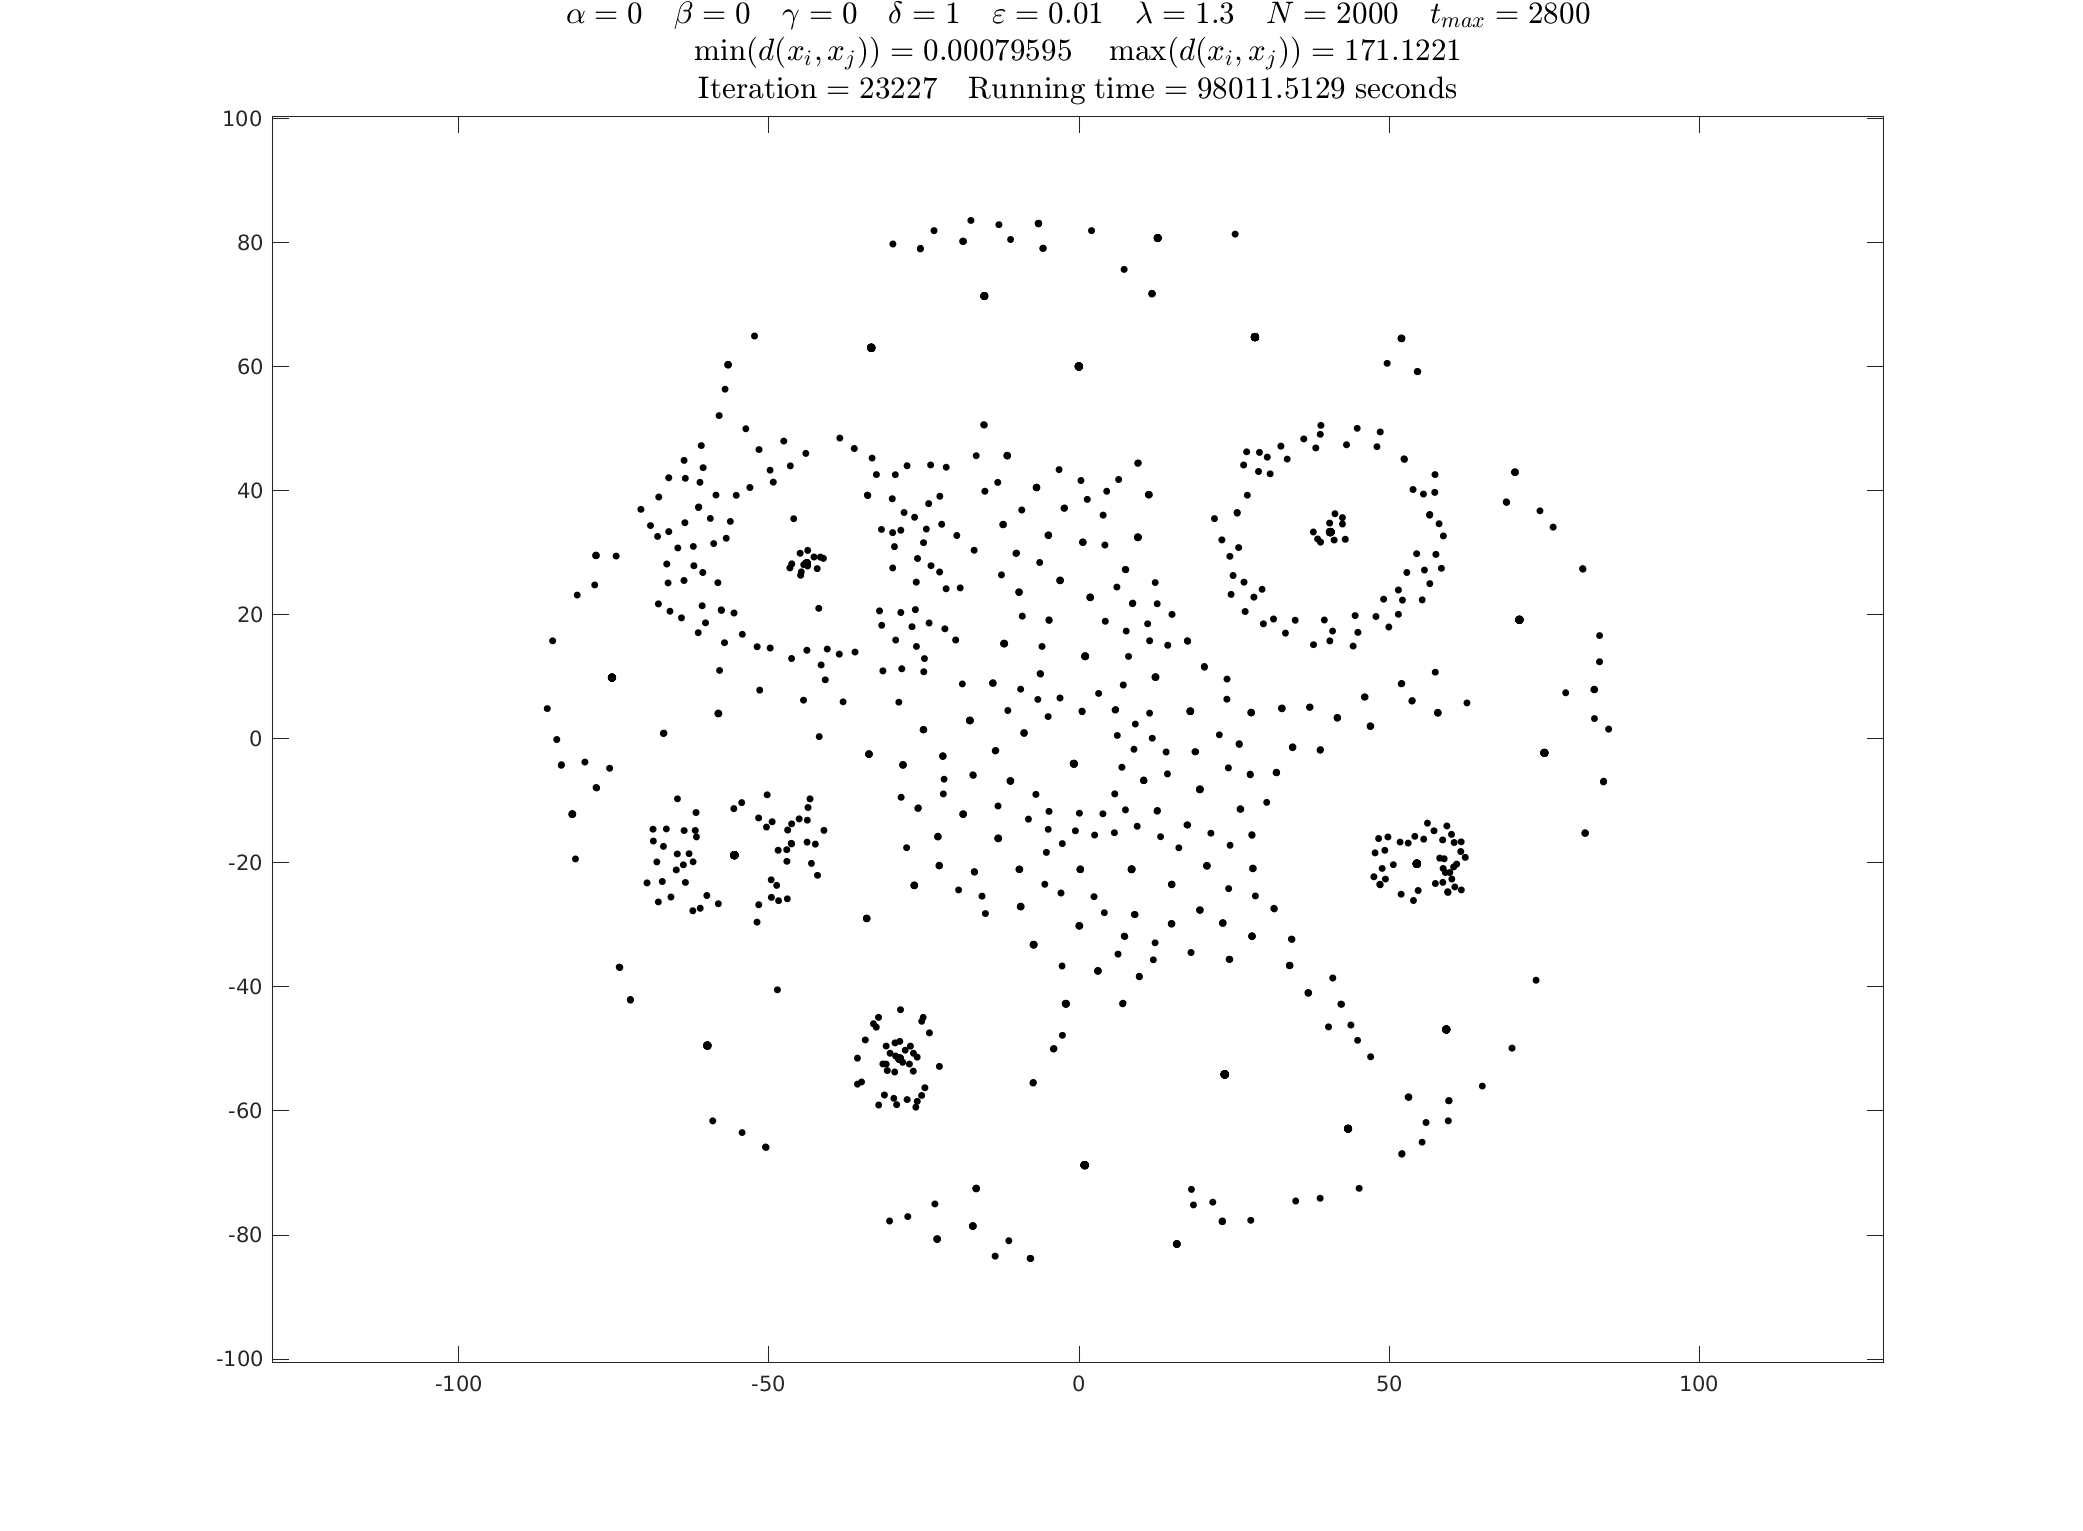 α = 0 β = 0 γ = 0 δ = 1 ε = 0.01 λ = 1.3 N = 2000 t_max = 2800
min(d(x_i, x_j)) = 0.00079595 max(d(x_i, x_j)) = 171.1221
Iteration = 23227 Running time = 98011.5129 seconds
100
80
60
40
20
0
-20
-40
-60
-80
-100
-100 -50 0 50 100